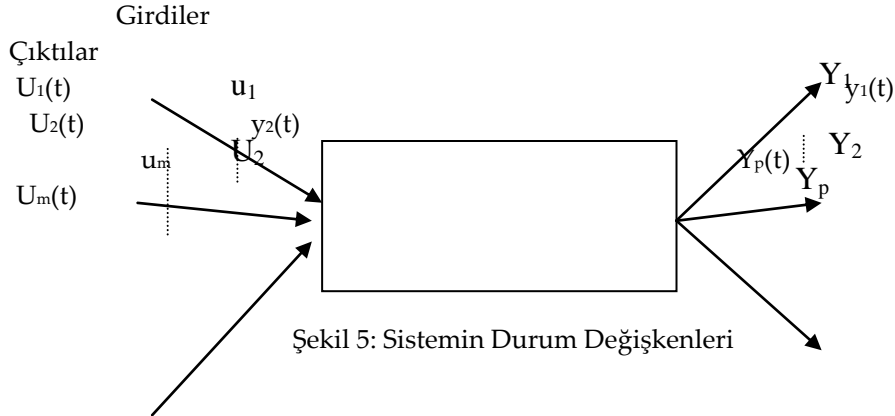 Girdiler
Çıktılar
U1(t) u1 Y1 y1(t)
U2(t) y2(t)
um U2 Yp(t) Y2
Um(t) Yp
Şekil 5: Sistemin Durum Değişkenleri